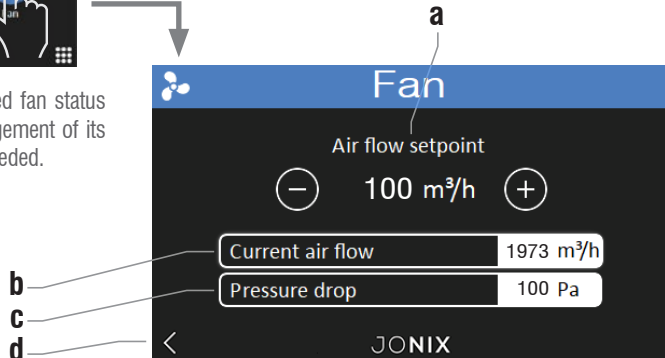 Fan
a
Fan
ed fan status
gement of its
eded.
Air flow setpoint
− 100 m³/h +
Current air flow 1973 m³/h
Pressure drop 100 Pa
b
c
d
< JONIX